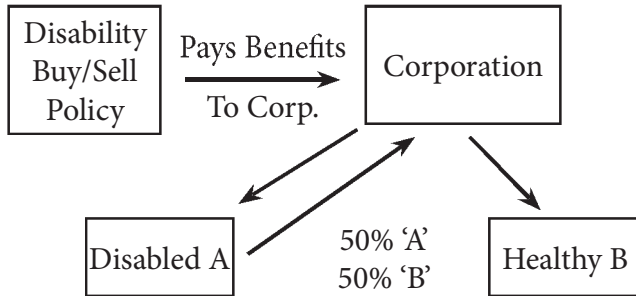 Disability
Buy/Sell
Policy
Pays Benefits
To Corp.
Corporation
Disabled A
50% ‘A’
50% ‘B’
Healthy B